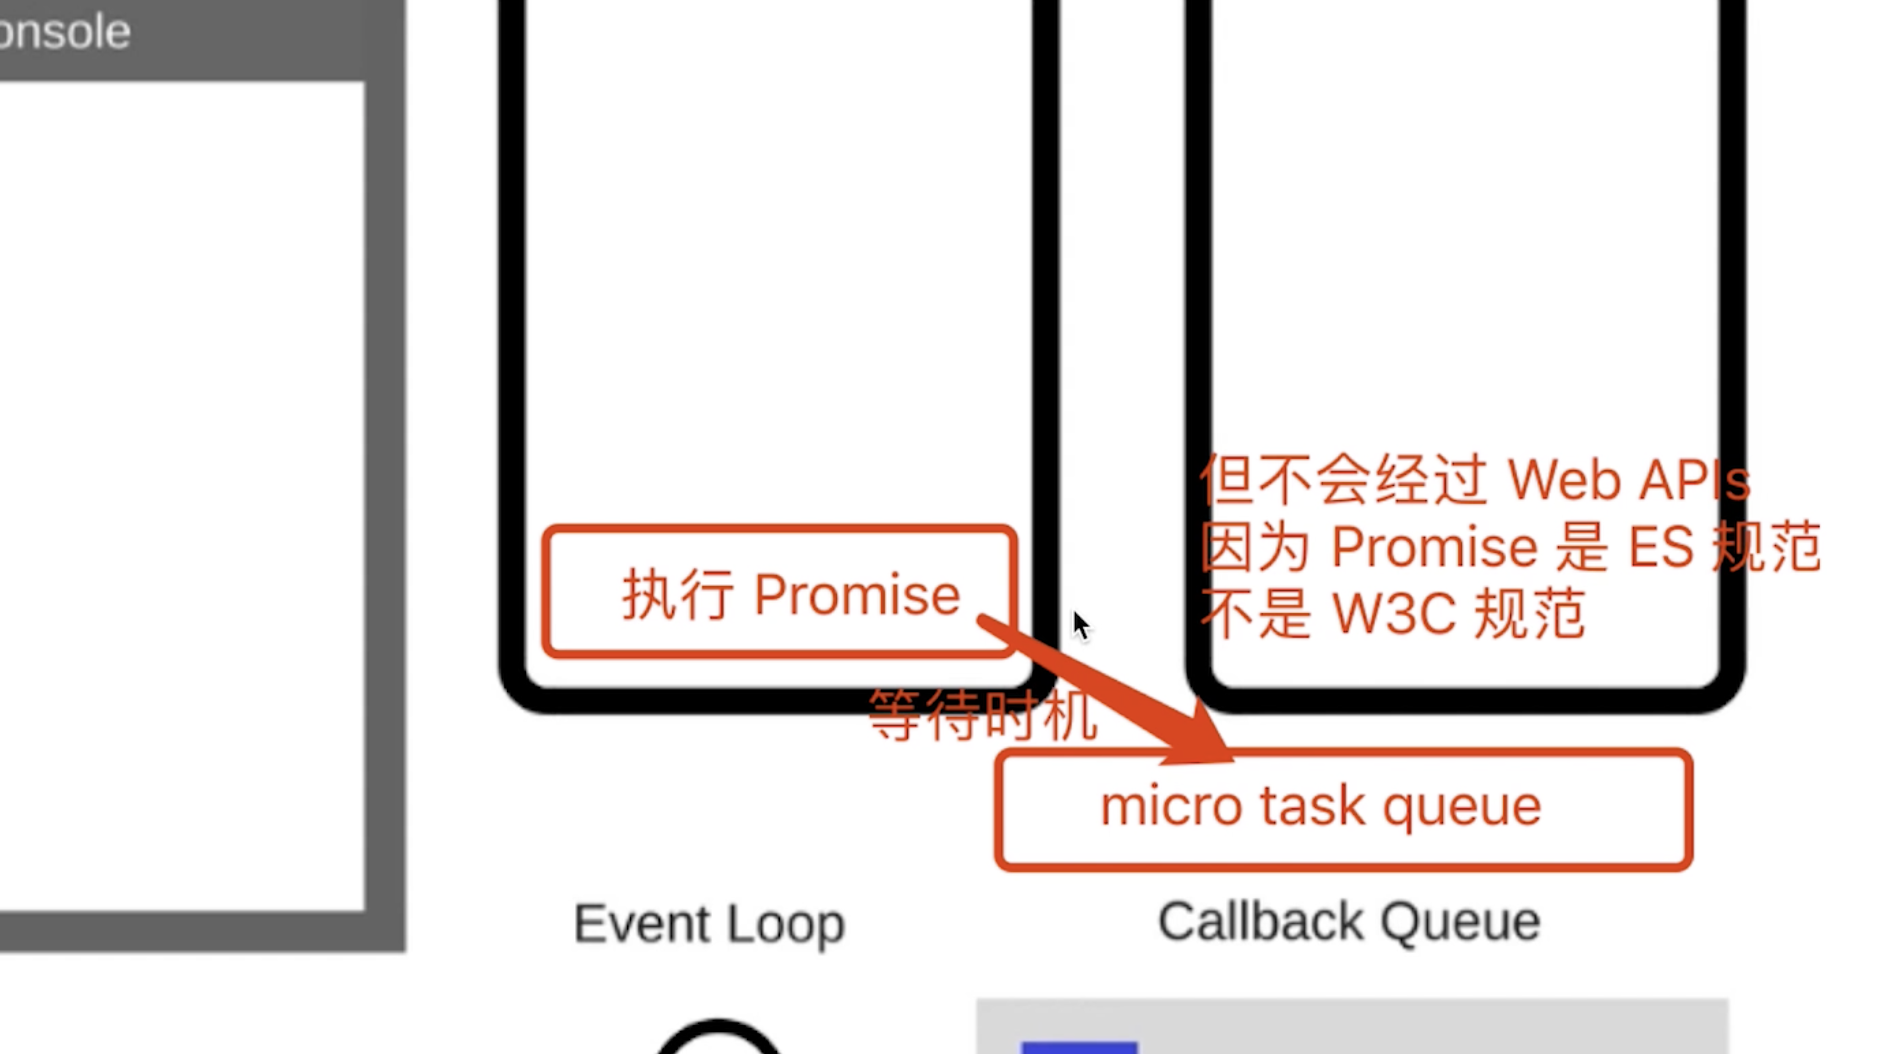 onsole
但不会经过 Web APIs
因为 Promise 是 ES 规范
不是 W3C 规范
执行 Promise
等待时机
micro task queue
Event Loop
Callback Queue